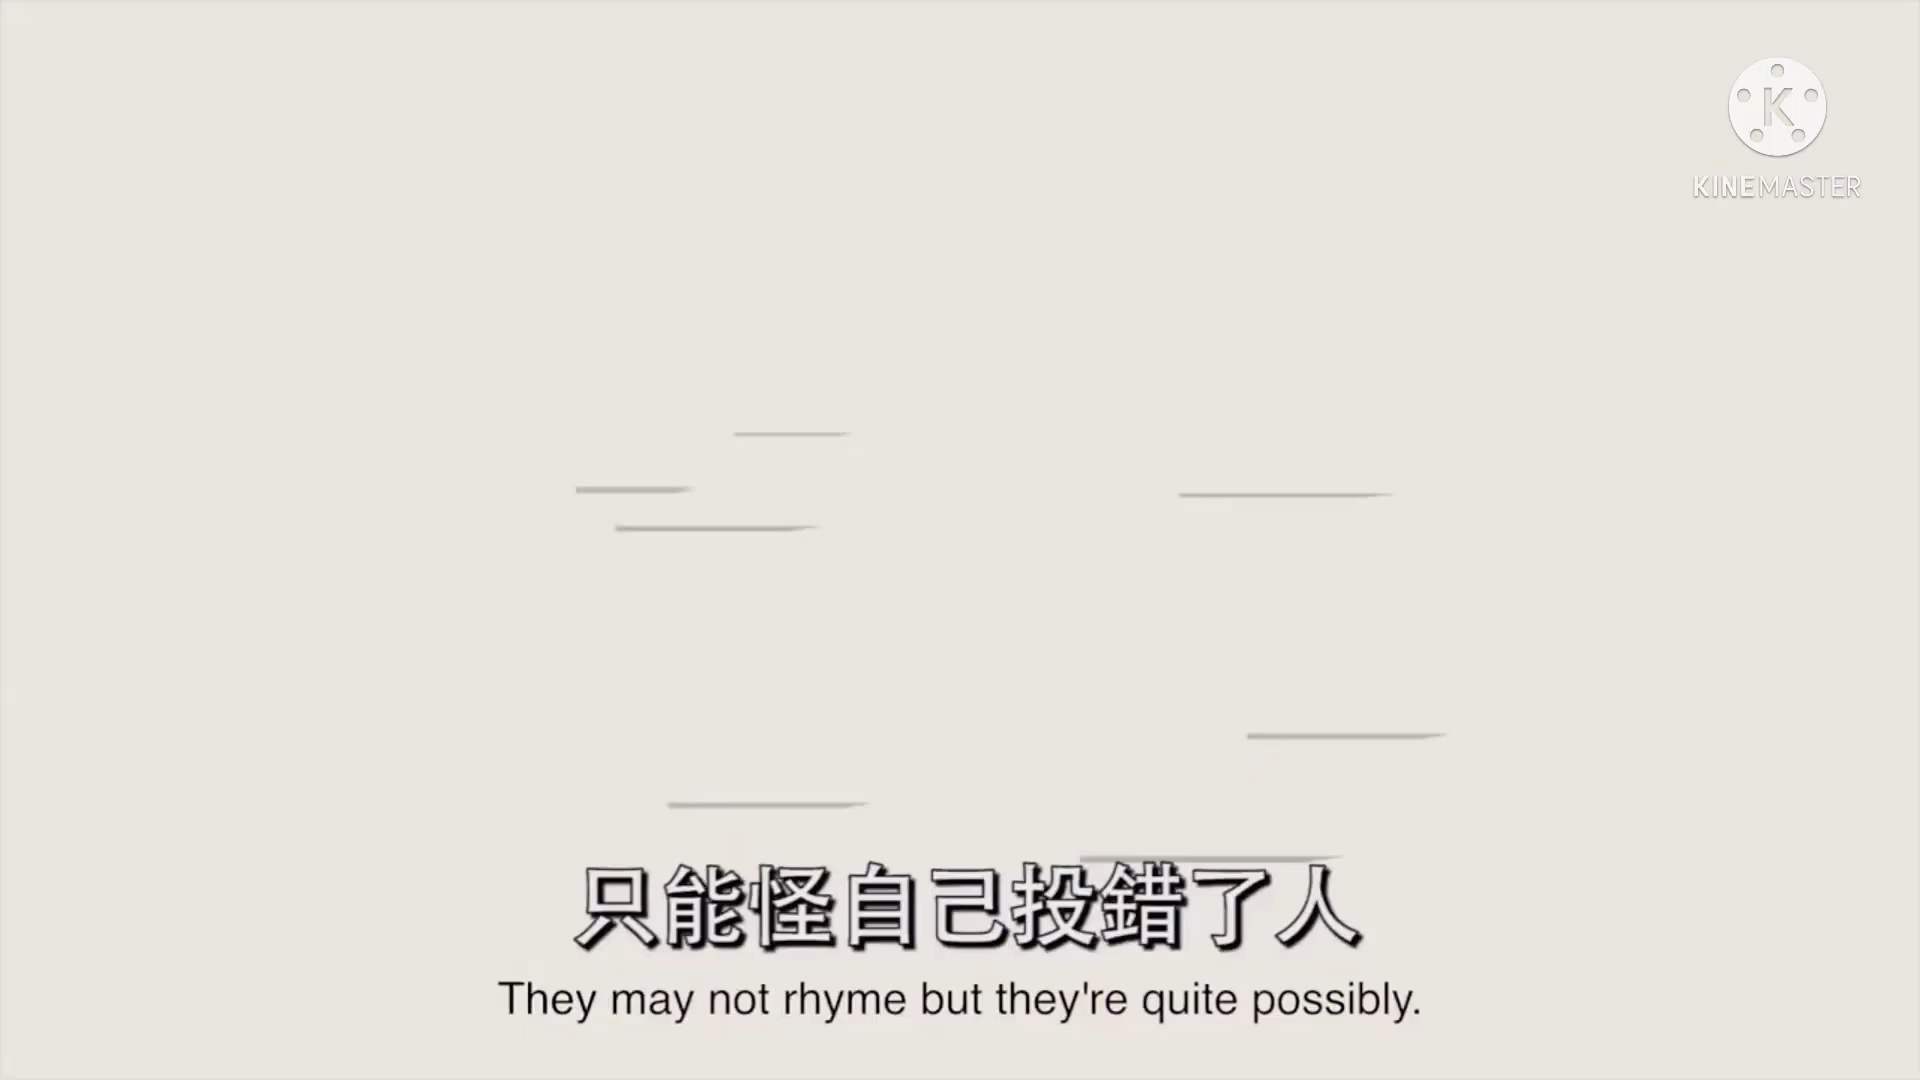 K
KINEMASTER
只能怪自己投錯了人
They may not rhyme but they're quite possibly.